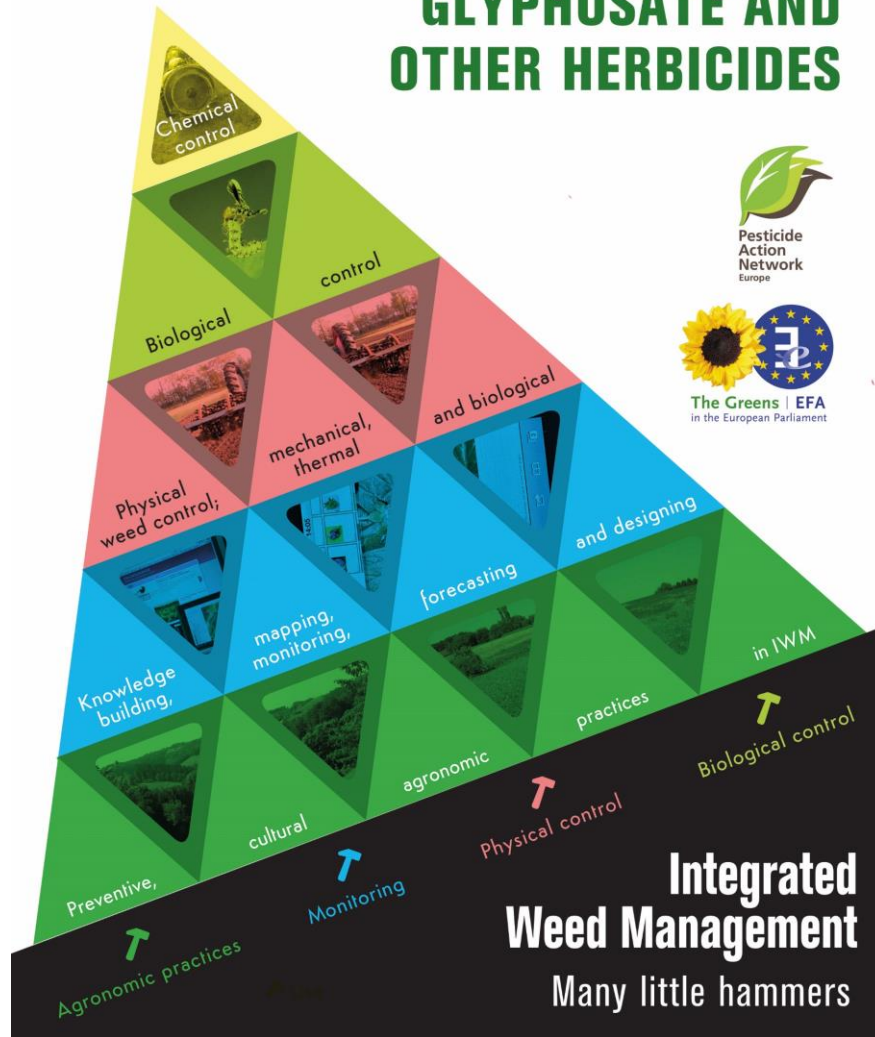 GLYPHOSATE AND
OTHER HERBICIDES
Chemical
control
Pesticide
Action
Network
Europe
Biological
control
The Greens | EFA
in the European Parliament
Physical
weed control;
mechanical,
thermal
and biological
Knowledge
building,
mapping,
monitoring,
forecasting
and designing
Preventive,
cultural
agronomic
practices
in IWM
Agronomic practices
Monitoring
Physical control
Biological control
Integrated
Weed Management
Many little hammers